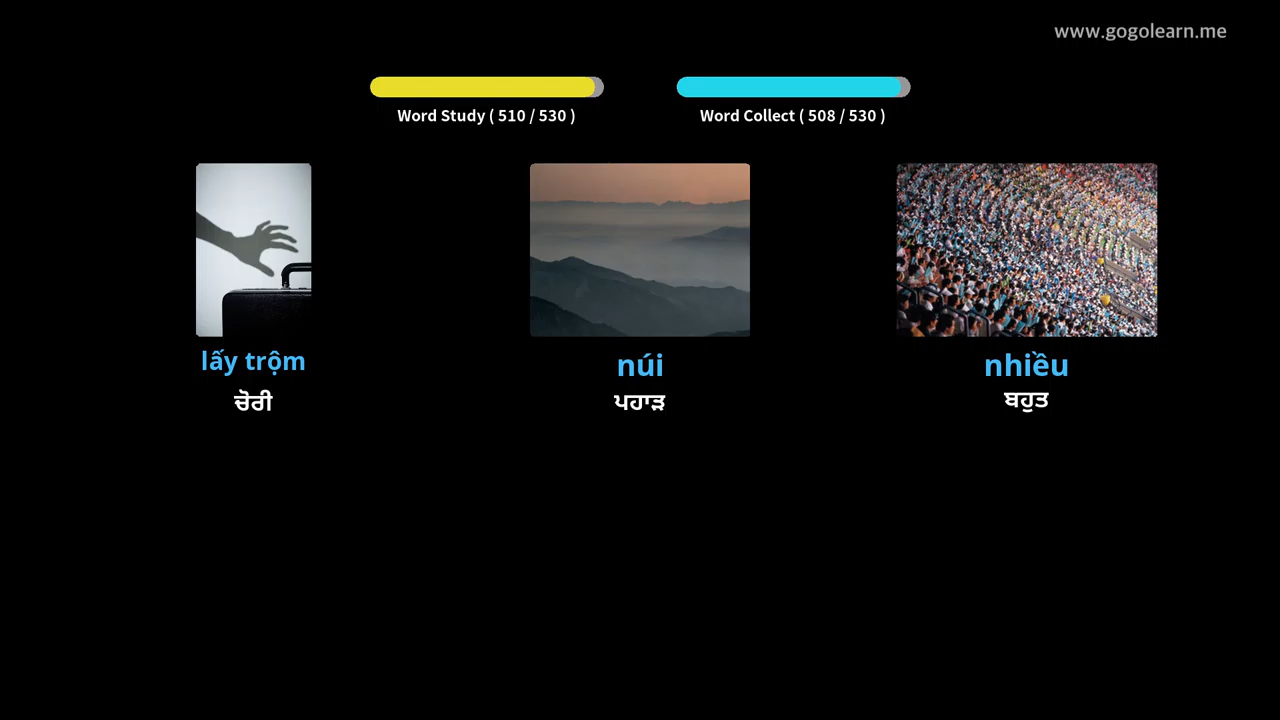 www.gogolearn.me
Word Study ( 510 / 530 )
Word Collect ( 508 / 530 )
lấy trộm
núi
nhiều
ਚੋਰੀ
ਪਹਾੜ
ਬਹੁਤ